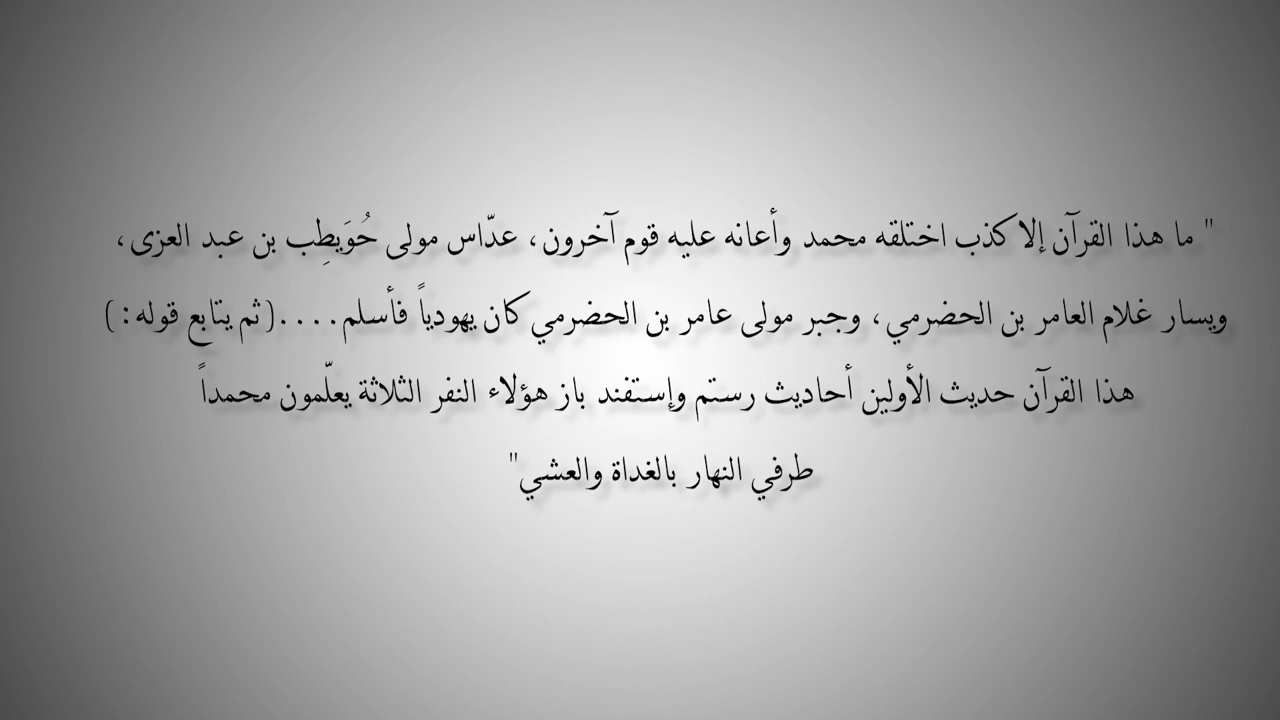 " ما هذا القرآن إلا كذب اختلقه محمد وأعانه عليه قوم آخرون، عدّاس مولى حُوَيطِب بن عبد العزى،
ويسار غلام العامر بن الحضرمي، وجبر مولى عامر بن الحضرمي كان يهودياً فأسلم....(ثم يتابع قوله:)
هذا القرآن حديث الأولين أحاديث رستم وإستفند باز هؤلاء النفر الثلاثة يعلّمون محمداً
طرفي النهار بالغداة والعشي"